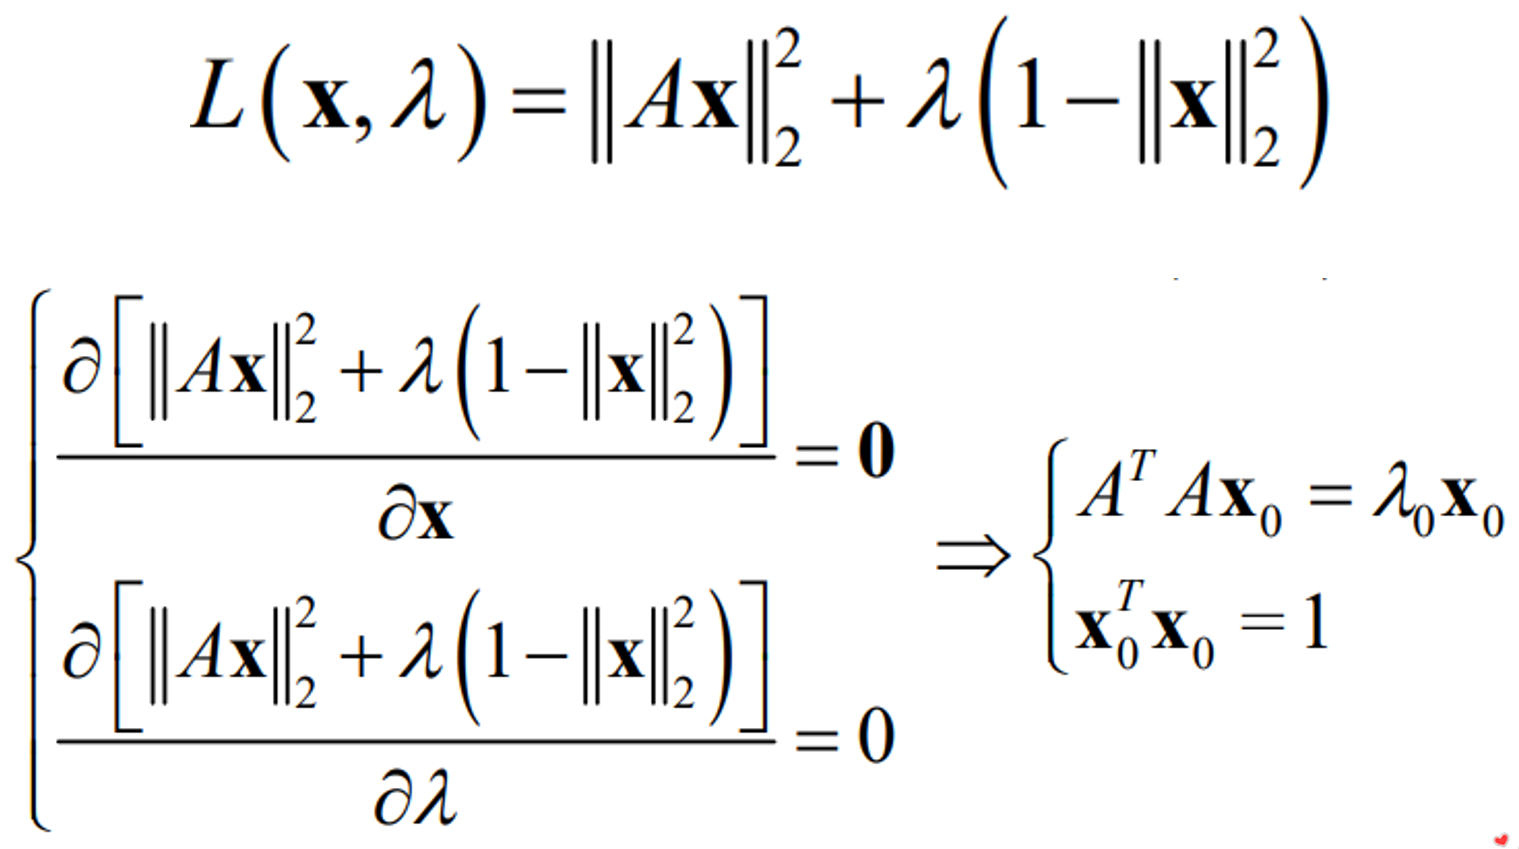 L(x, λ) = ‖Ax‖₂² + λ(1 − ‖x‖₂²)
{ ∂[‖Ax‖₂² + λ(1 − ‖x‖₂²)] / ∂x = 0
∂[‖Ax‖₂² + λ(1 − ‖x‖₂²)] / ∂λ = 0
⇒ { AᵀAx₀ = λ₀x₀
x₀ᵀx₀ = 1